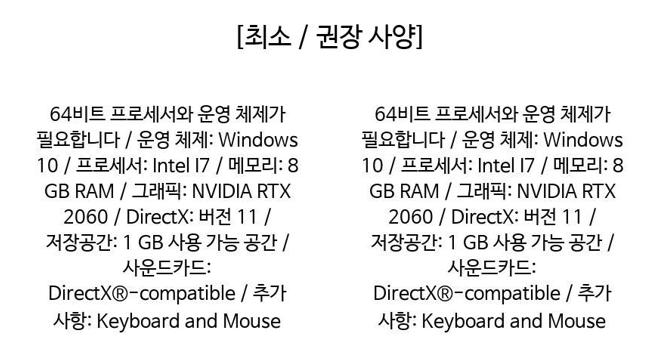 [최소 / 권장 사양]
64비트 프로세서와 운영 체제가
필요합니다 / 운영 체제: Windows
10 / 프로세서: Intel I7 / 메모리: 8
GB RAM / 그래픽: NVIDIA RTX
2060 / DirectX: 버전 11 /
저장공간: 1 GB 사용 가능 공간 /
사운드카드:
DirectX®-compatible / 추가
사항: Keyboard and Mouse
64비트 프로세서와 운영 체제가
필요합니다 / 운영 체제: Windows
10 / 프로세서: Intel I7 / 메모리: 8
GB RAM / 그래픽: NVIDIA RTX
2060 / DirectX: 버전 11 /
저장공간: 1 GB 사용 가능 공간 /
사운드카드:
DirectX®-compatible / 추가
사항: Keyboard and Mouse